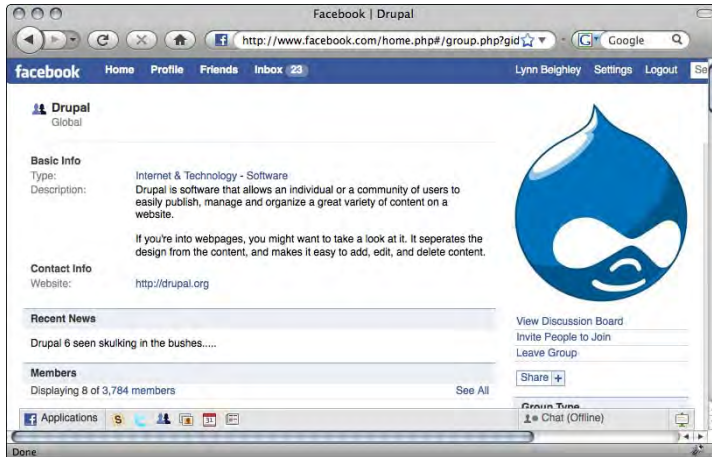 Facebook | Drupal
http://www.facebook.com/home.php#/group.php?gid
Google
facebook Home Profile Friends Inbox 23 Lynn Beighley Settings Logout Se
Drupal
Global
Basic Info
Type: Internet & Technology - Software
Description: Drupal is software that allows an individual or a community of users to
easily publish, manage and organize a great variety of content on a
website.
If you're into webpages, you might want to take a look at it. It seperates the
design from the content, and makes it easy to add, edit, and delete content.
Contact Info
Website: http://drupal.org
Recent News
Drupal 6 seen skulking in the bushes.....
Members
Displaying 8 of 3,784 members See All
View Discussion Board
Invite People to Join
Leave Group
Share +
Group Type
Applications
31
Chat (Offline)
Done